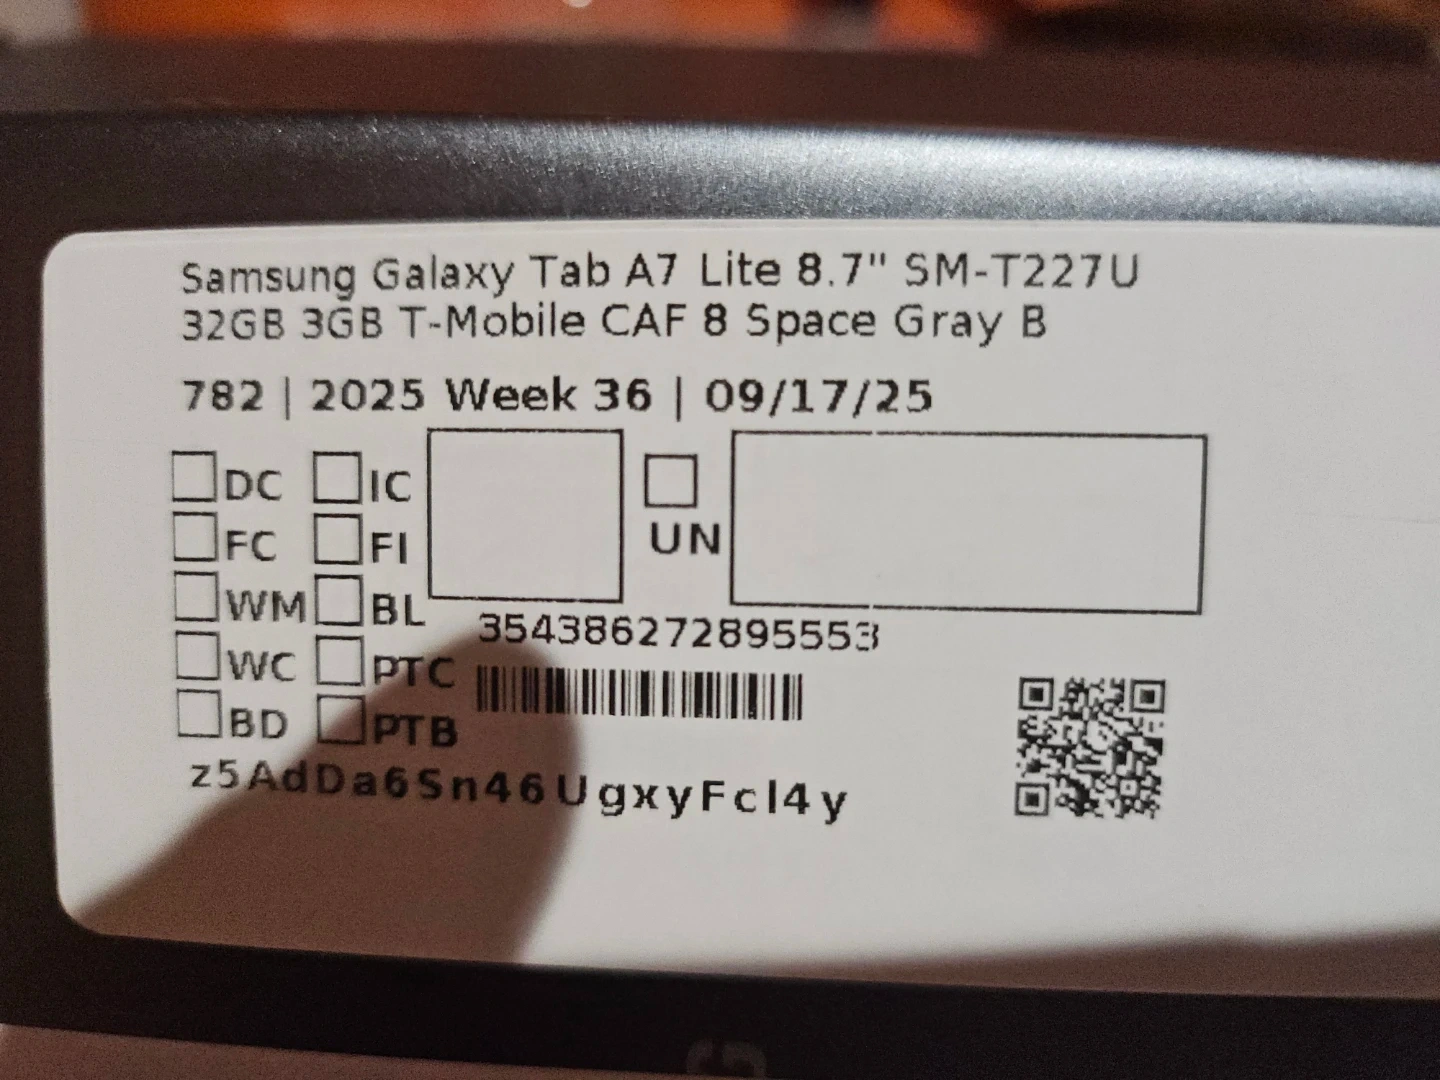 Samsung Galaxy Tab A7 Lite 8.7" SM-T227U
32GB 3GB T-Mobile CAF 8 Space Gray B
782 | 2025 Week 36 | 09/17/25
DC IC
FC FI UN
WM BL
354386272895553
WC PTC
BD PTB
z5AdDa6Sn46UgxyFcl4y